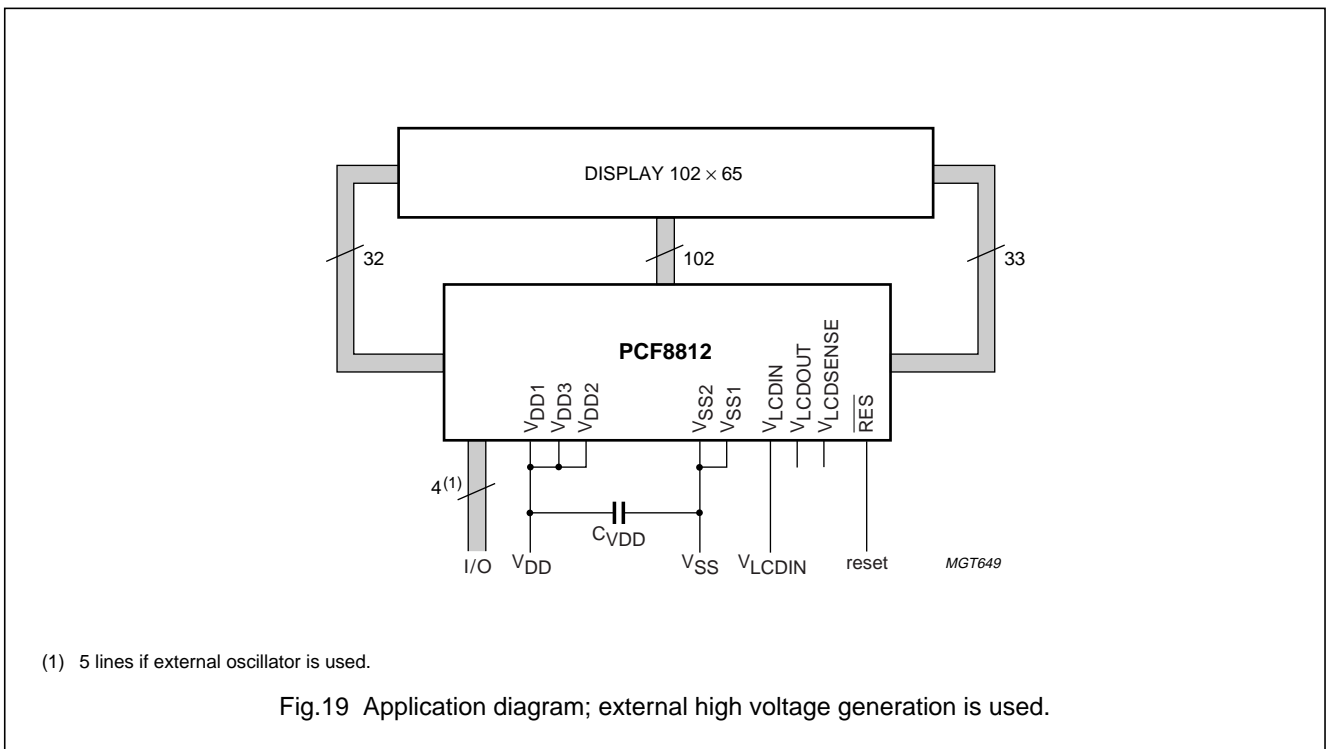 DISPLAY 102 × 65
32
102
33
PCF8812
VDD1
VDD3
VDD2
VSS2
VSS1
VLCDIN
VLCDOUT
VLCDSENSE
RES
4(1)
CVDD
I/O
VDD
VSS
VLCDIN
reset
MGT649
(1) 5 lines if external oscillator is used.
Fig.19 Application diagram; external high voltage generation is used.